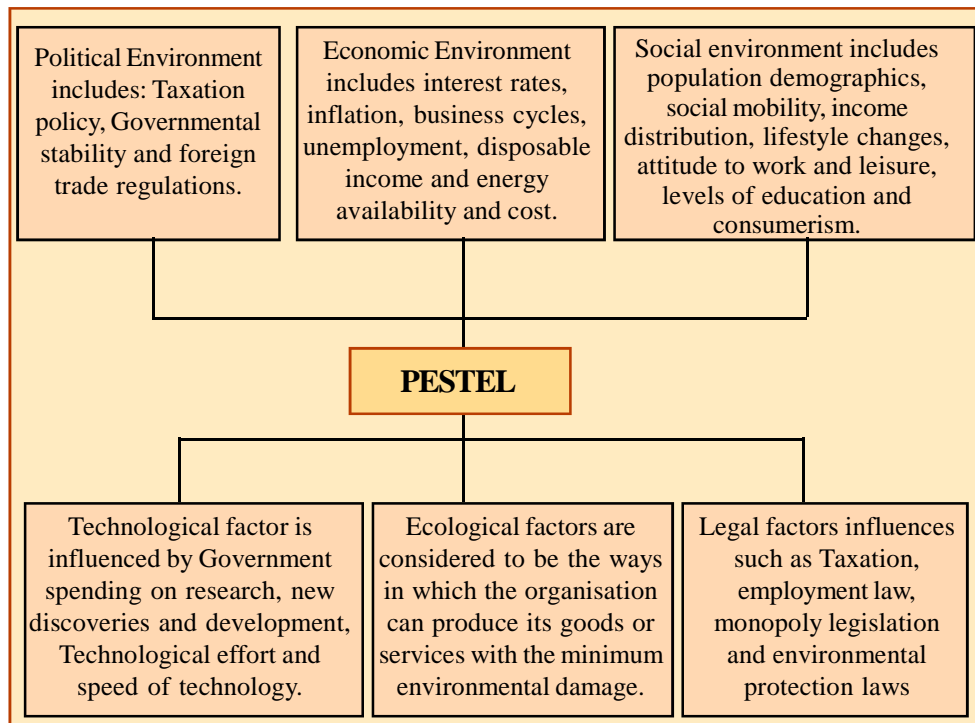 Political Environment
includes: Taxation
policy, Governmental
stability and foreign
trade regulations.
Economic Environment
includes interest rates,
inflation, business cycles,
unemployment, disposable
income and energy
availability and cost.
Social environment includes
population demographics,
social mobility, income
distribution, lifestyle changes,
attitude to work and leisure,
levels of education and
consumerism.
PESTEL
Technological factor is
influenced by Government
spending on research, new
discoveries and development,
Technological effort and
speed of technology.
Ecological factors are
considered to be the ways
in which the organisation
can produce its goods or
services with the minimum
environmental damage.
Legal factors influences
such as Taxation,
employment law,
monopoly legislation
and environmental
protection laws